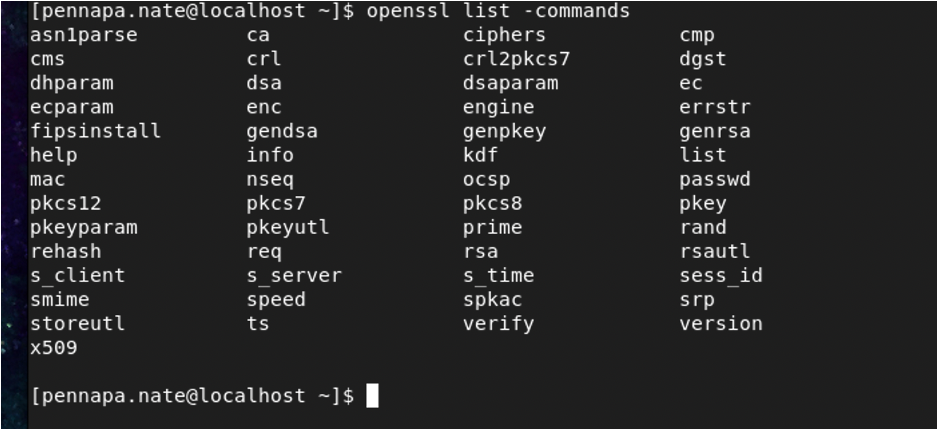 [pennapa.nate@localhost ~]$ openssl list -commands
asn1parse ca ciphers cmp
cms crl crl2pkcs7 dgst
dhparam dsa dsaparam ec
ecparam enc engine errstr
fipsinstall gendsa genpkey genrsa
help info kdf list
mac nseq ocsp passwd
pkcs12 pkcs7 pkcs8 pkey
pkeyparam pkeyutl prime rand
rehash req rsa rsautl
s_client s_server s_time sess_id
smime speed spkac srp
storeutl ts verify version
x509
[pennapa.nate@localhost ~]$